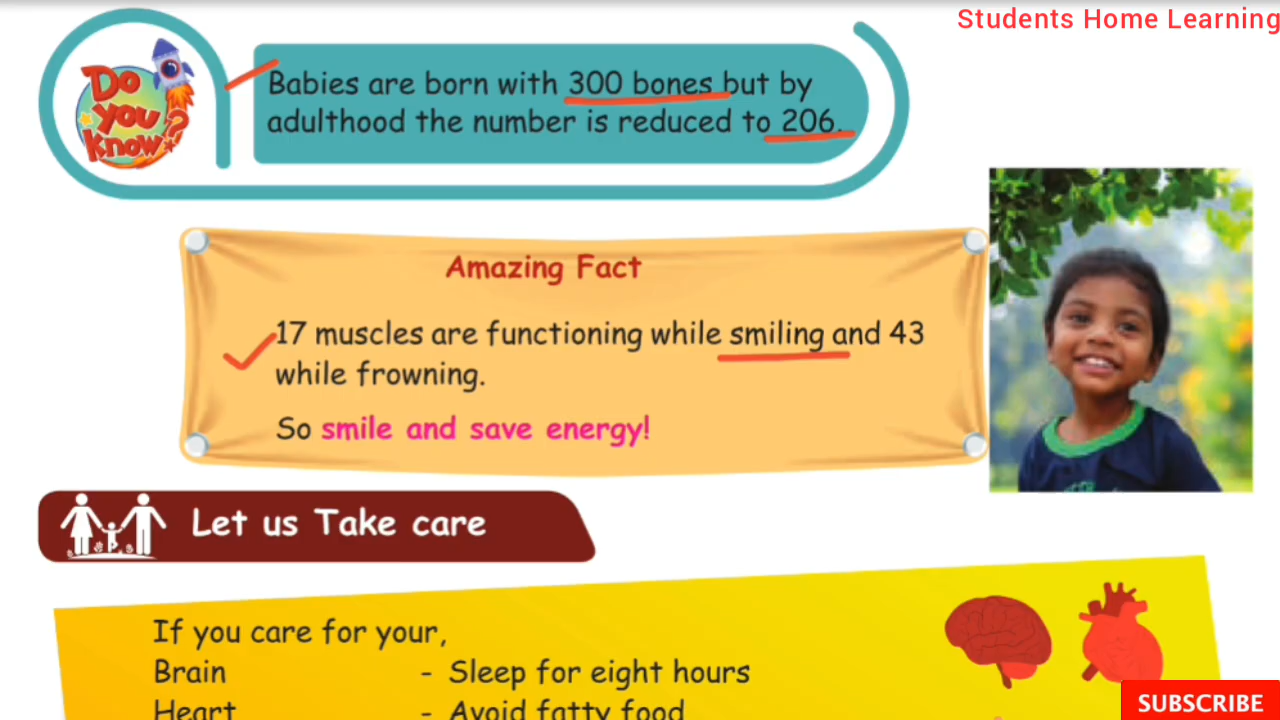 Students Home Learning
Do
you
know?
Babies are born with 300 bones but by
adulthood the number is reduced to 206.
Amazing Fact
17 muscles are functioning while smiling and 43
while frowning.
So smile and save energy!
Let us Take care
If you care for your,
Brain - Sleep for eight hours
Heart - Avoid fatty food
SUBSCRIBE